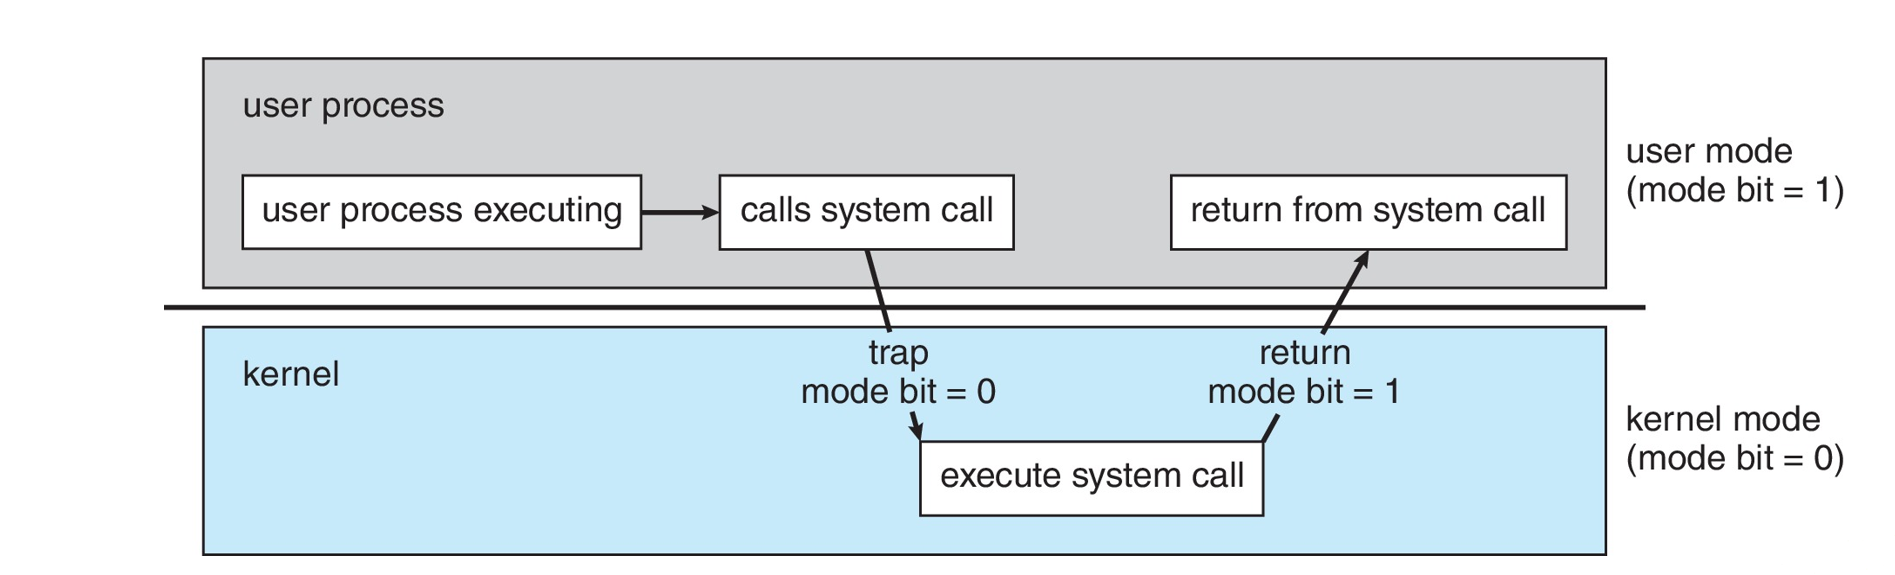 user process
user process executing
calls system call
return from system call
user mode
(mode bit = 1)
kernel
trap
mode bit = 0
return
mode bit = 1
execute system call
kernel mode
(mode bit = 0)